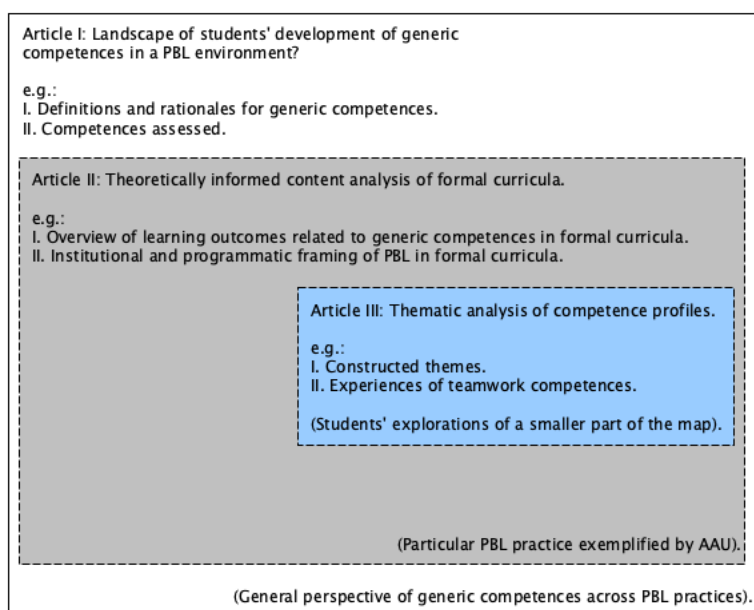 Article I: Landscape of students' development of generic
competences in a PBL environment?
e.g.:
I. Definitions and rationales for generic competences.
II. Competences assessed.
Article II: Theoretically informed content analysis of formal curricula.
e.g.:
I. Overview of learning outcomes related to generic competences in formal curricula.
II. Institutional and programmatic framing of PBL in formal curricula.
Article III: Thematic analysis of competence profiles.
e.g.:
I. Constructed themes.
II. Experiences of teamwork competences.
(Students' explorations of a smaller part of the map).
(Particular PBL practice exemplified by AAU).
(General perspective of generic competences across PBL practices).